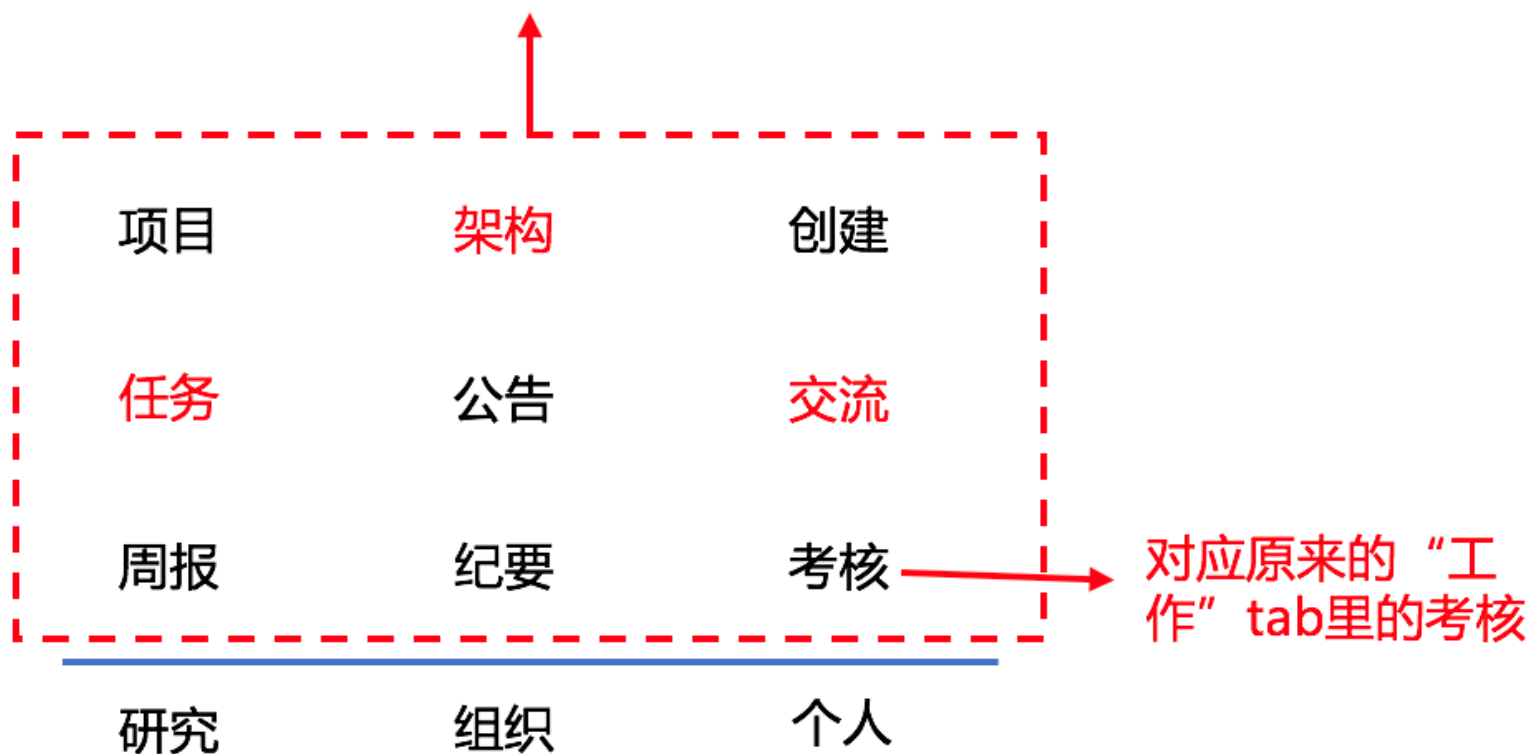 项目 架构 创建
任务 公告 交流
周报 纪要 考核
对应原来的“工
作”tab里的考核
研究 组织 个人